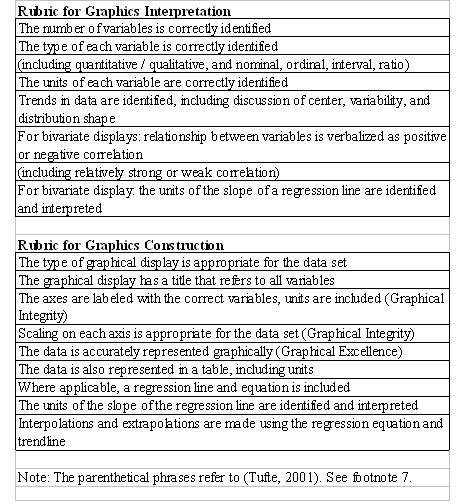 Rubric for Graphics Interpretation
The number of variables is correctly identified
The type of each variable is correctly identified
(including quantitative / qualitative, and nominal, ordinal, interval, ratio)
The units of each variable are correctly identified
Trends in data are identified, including discussion of center, variability, and
distribution shape
For bivariate displays: relationship between variables is verbalized as positive
or negative correlation
(including relatively strong or weak correlation)
For bivariate display: the units of the slope of a regression line are identified
and interpreted
Rubric for Graphics Construction
The type of graphical display is appropriate for the data set
The graphical display has a title that refers to all variables
The axes are labeled with the correct variables, units are included (Graphical
Integrity)
Scaling on each axis is appropriate for the data set (Graphical Integrity)
The data is accurately represented graphically (Graphical Excellence)
The data is also represented in a table, including units
Where applicable, a regression line and equation is included
The units of the slope of the regression line are identified and interpreted
Interpolations and extrapolations are made using the regression equation and
trendline
Note: The parenthetical phrases refer to (Tufte, 2001). See footnote 7.